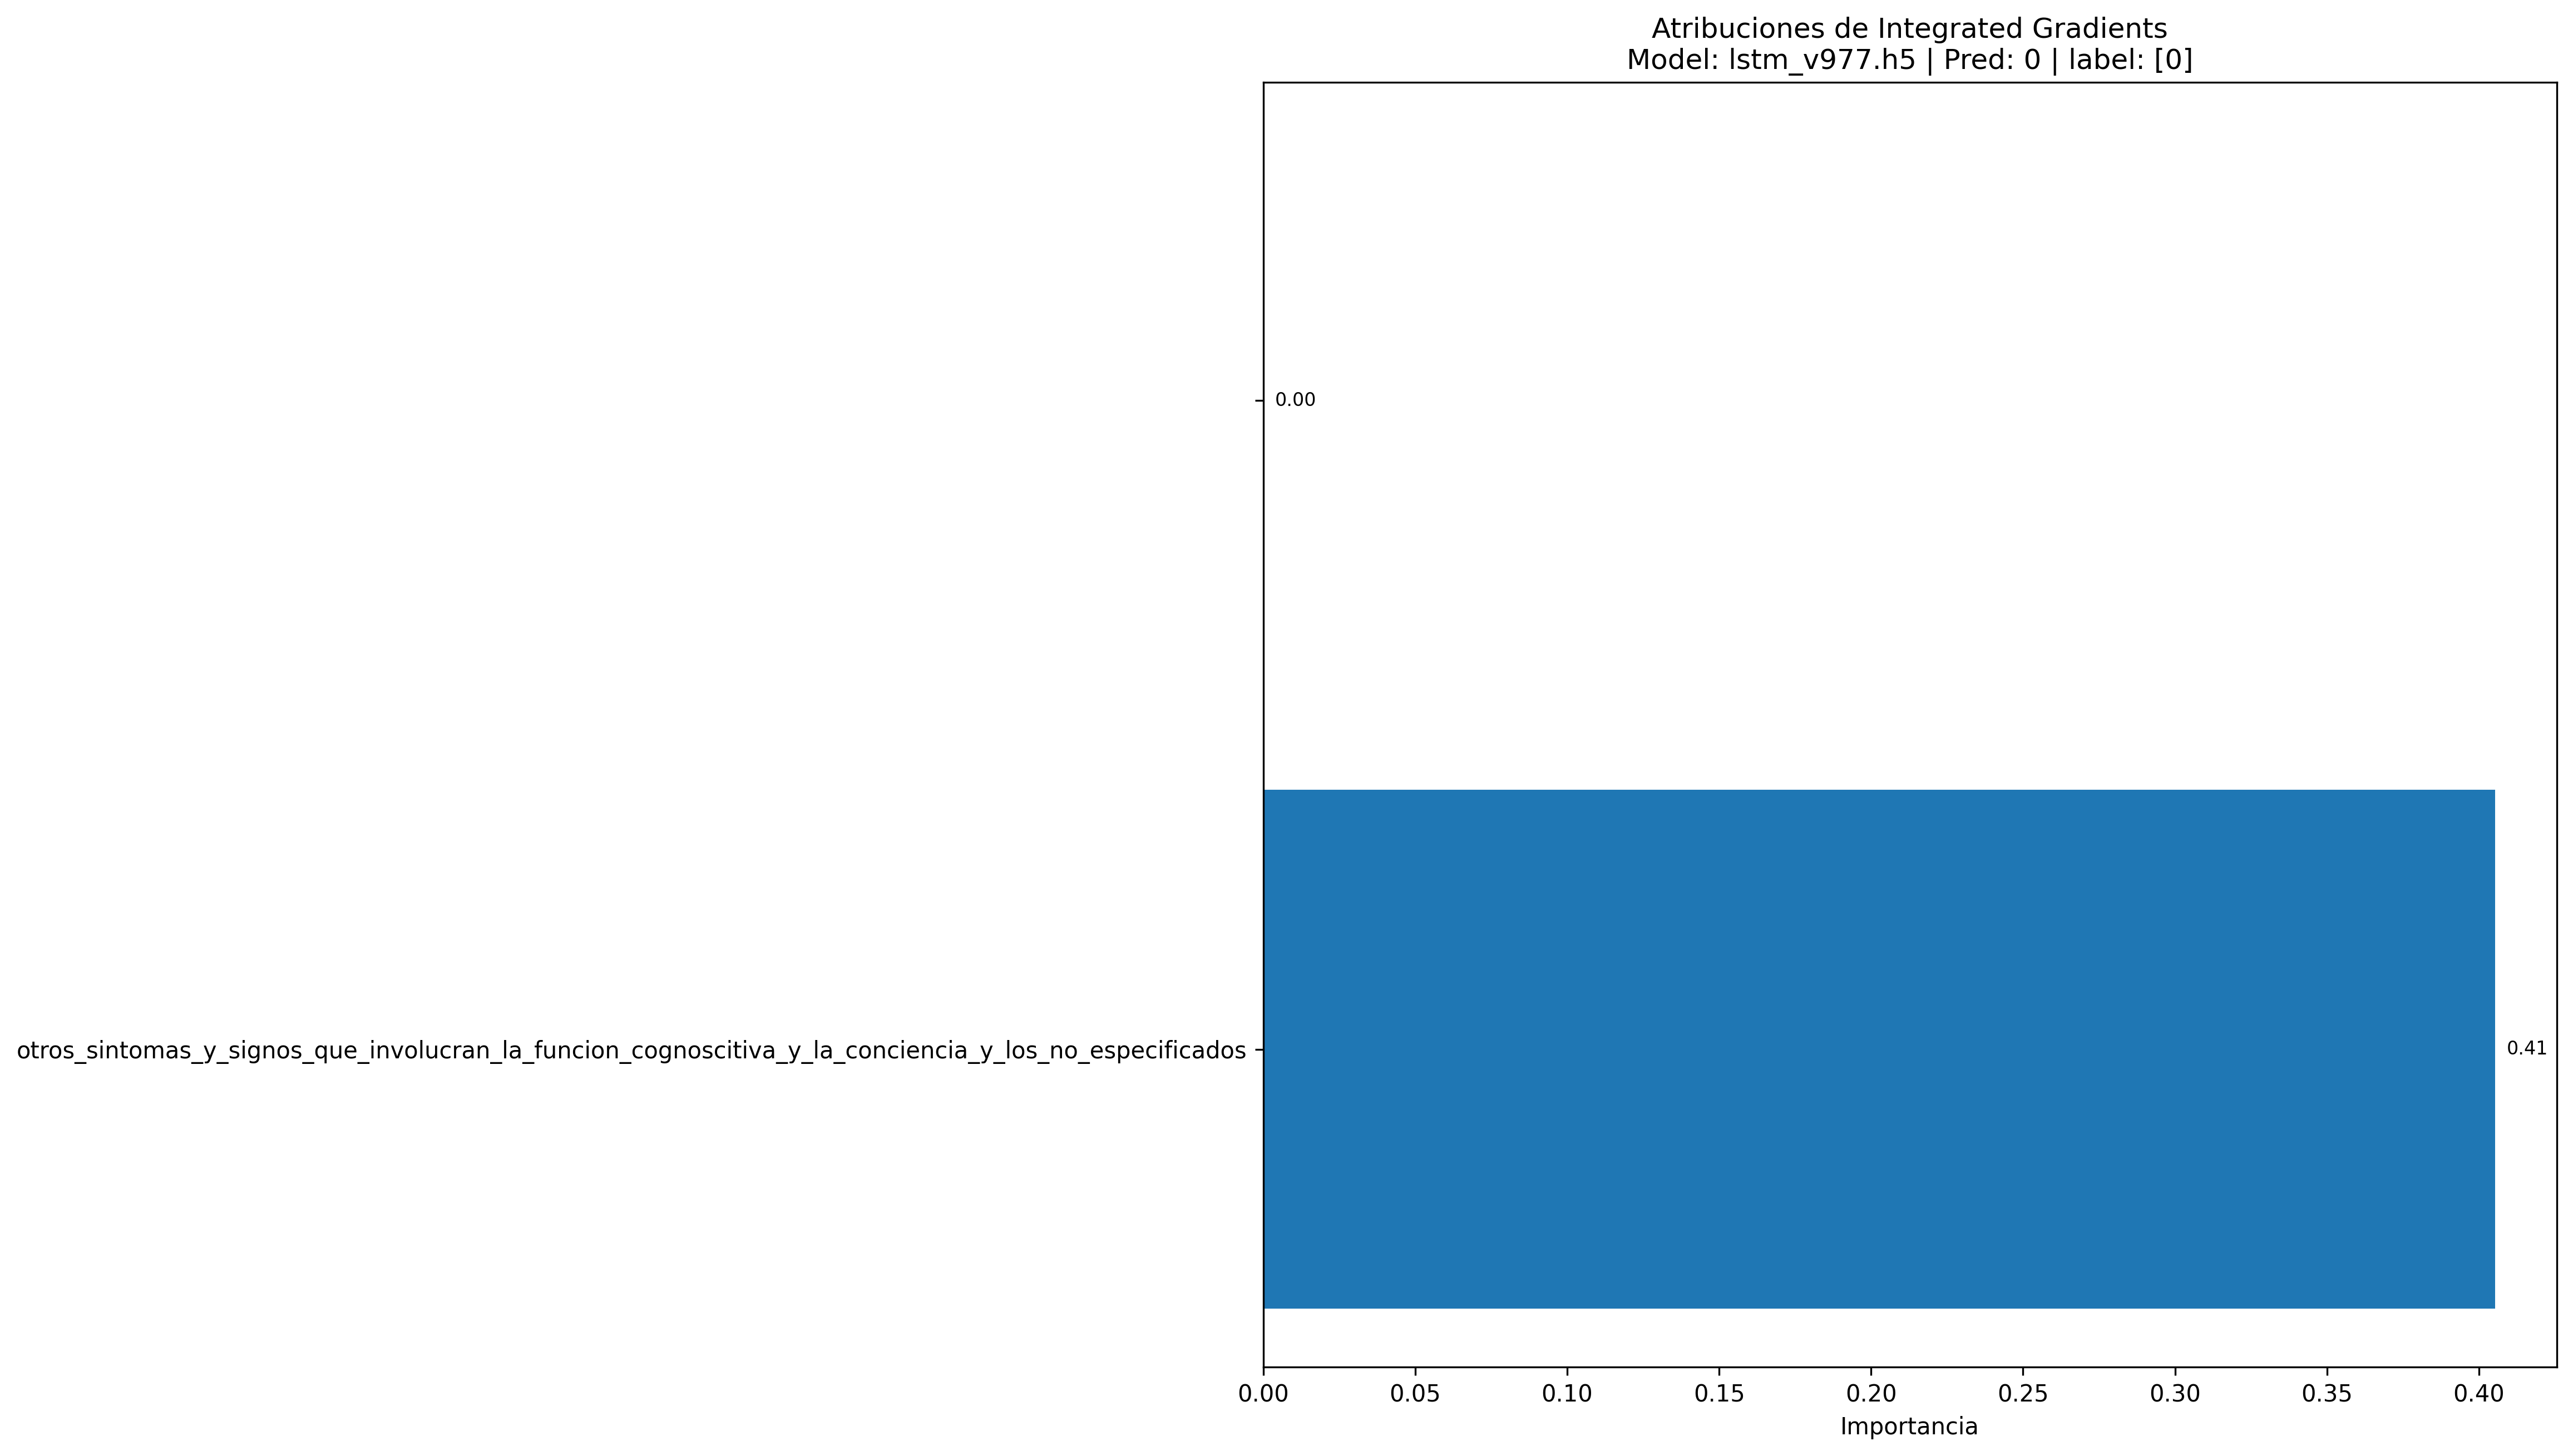 Atribuciones de Integrated Gradients
Model: lstm_v977.h5 | Pred: 0 | label: [0]
0.00
otros_sintomas_y_signos_que_involucran_la_funcion_cognoscitiva_y_la_conciencia_y_los_no_especificados
0.41
0.00 0.05 0.10 0.15 0.20 0.25 0.30 0.35 0.40
Importancia